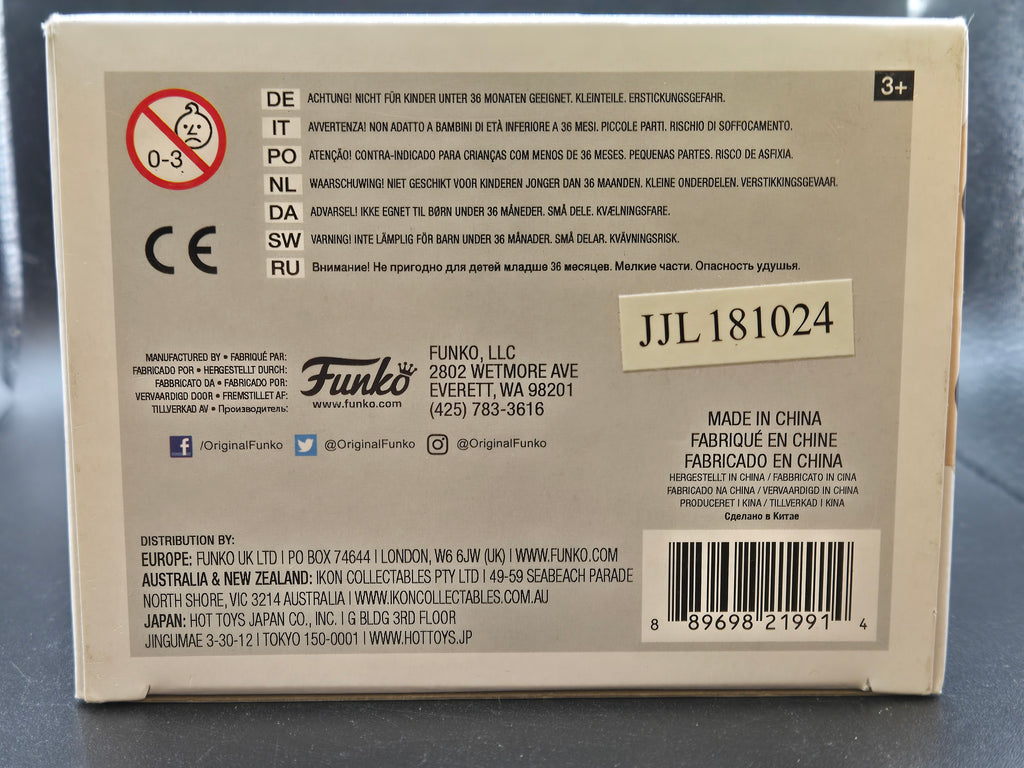 3+
0-3
DE ACHTUNG! NICHT FÜR KINDER UNTER 36 MONATEN GEEIGNET. KLEINTEILE. ERSTICKUNGSGEFAHR.
IT AVVERTENZA! NON ADATTO A BAMBINI DI ETÀ INFERIORE A 36 MESI. PICCOLE PARTI. RISCHIO DI SOFFOCAMENTO.
PO ATENÇÃO! CONTRA-INDICADO PARA CRIANÇAS COM MENOS DE 36 MESES. PEQUENAS PARTES. RISCO DE ASFIXIA.
NL WAARSCHUWING! NIET GESCHIKT VOOR KINDEREN JONGER DAN 36 MAANDEN. KLEINE ONDERDELEN. VERSTIKKINGSGEVAAR.
DA ADVARSEL! IKKE EGNET TIL BØRN UNDER 36 MÅNEDER. SMÅ DELE. KVÆLNINGSFARE.
SW VARNING! INTE LÄMPLIG FÖR BARN UNDER 36 MÅNADER. SMÅ DELAR. KVÄVNINGSRISK.
RU Внимание! Не пригодно для детей младше 36 месяцев. Мелкие части. Опасность удушья.
CE
JJL 181024
MANUFACTURED BY • FABRIQUÉ PAR:
FABRICADO POR • HERGESTELLT DURCH:
FABBRICATO DA • FABRICADO POR:
VERVAARDIGD DOOR • FREMSTILLET AF:
TILLVERKAD AV • Производитель:
Funko
www.funko.com
FUNKO, LLC
2802 WETMORE AVE
EVERETT, WA 98201
(425) 783-3616
f /OriginalFunko @OriginalFunko @OriginalFunko
MADE IN CHINA
FABRIQUÉ EN CHINE
FABRICADO EN CHINA
HERGESTELLT IN CHINA / FABBRICATO IN CINA
FABRICADO NA CHINA / VERVAARDIGD IN CHINA
PRODUCERET I KINA / TILLVERKAD I KINA
Сделано в Китае
DISTRIBUTION BY:
EUROPE: FUNKO UK LTD | PO BOX 74644 | LONDON, W6 6JW (UK) | WWW.FUNKO.COM
AUSTRALIA & NEW ZEALAND: IKON COLLECTABLES PTY LTD | 49-59 SEABEACH PARADE
NORTH SHORE, VIC 3214 AUSTRALIA | WWW.IKONCOLLECTABLES.COM.AU
JAPAN: HOT TOYS JAPAN CO., INC. | G BLDG 3RD FLOOR
JINGUMAE 3-30-12 | TOKYO 150-0001 | WWW.HOTTOYS.JP
8 89698 21991 4